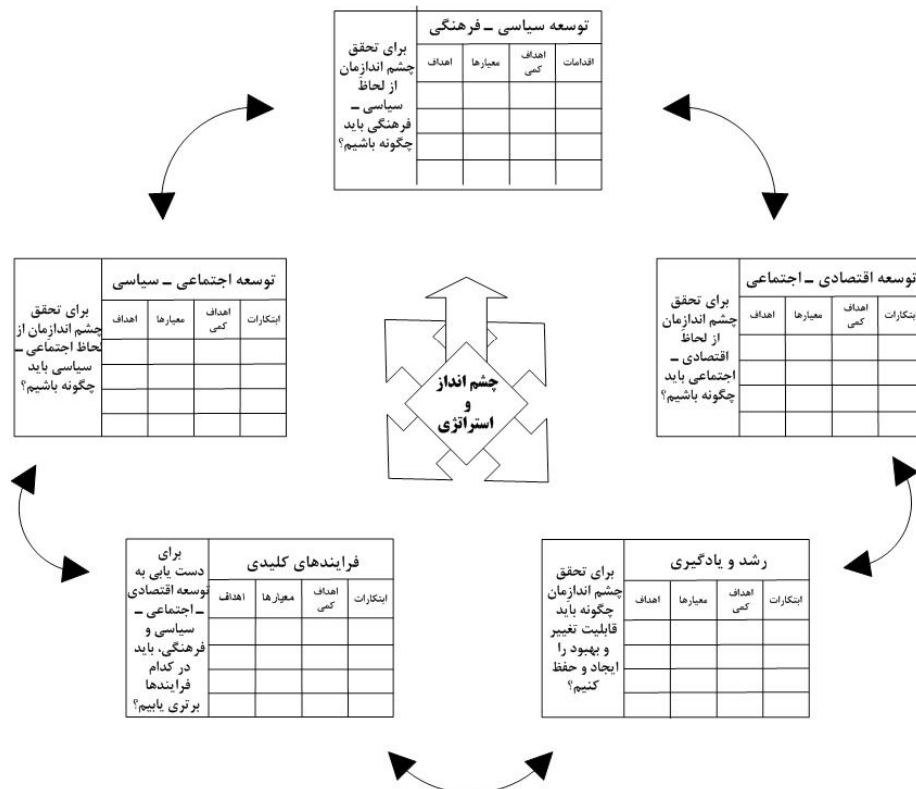 توسعه سیاسی ـ فرهنگی
برای تحقق
چشم اندازمان
از لحاظ
سیاسی ـ
فرهنگی باید
چگونه باشیم؟
اهداف
معیارها
اهداف
کمی
اقدامات
توسعه اقتصادی ـ اجتماعی
برای تحقق
چشم اندازمان
از لحاظ
اقتصادی ـ
اجتماعی باید
چگونه باشیم؟
اهداف
معیارها
اهداف
کمی
ابتکارات
توسعه اجتماعی ـ سیاسی
برای تحقق
چشم اندازمان از
لحاظ اجتماعی ـ
سیاسی باید
چگونه باشیم؟
اهداف
معیارها
اهداف
کمی
ابتکارات
چشم انداز
و
استراتژی
رشد و یادگیری
برای تحقق
چشم اندازمان
چگونه باید
قابلیت تغییر
و بهبود را
ایجاد و حفظ
کنیم؟
اهداف
معیارها
اهداف
کمی
ابتکارات
فرایندهای کلیدی
برای
دست یابی به
توسعه اقتصادی
ـ اجتماعی ـ
سیاسی و
فرهنگی، باید
در کدام
فرایندها
برتری یابیم؟
اهداف
معیارها
اهداف
کمی
ابتکارات